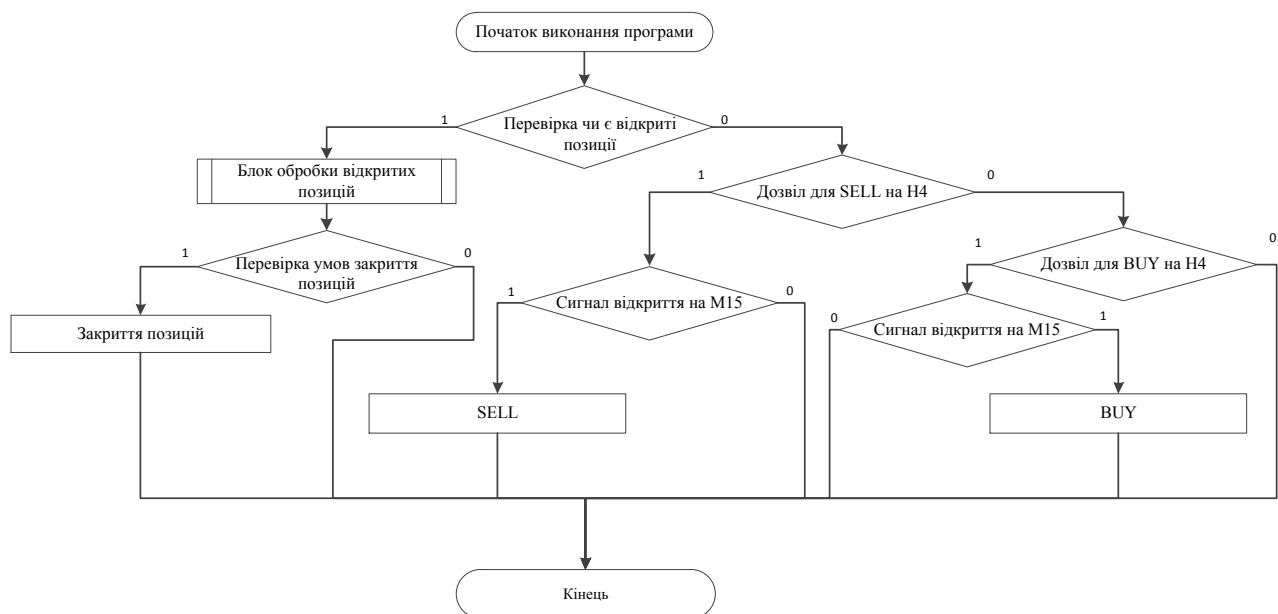 Початок виконання програми
1
Перевірка чи є відкриті
позиції
0
Блок обробки відкритих
позицій
1
Дозвіл для SELL на H4
0
1
Перевірка умов закриття
позицій
0
1
Дозвіл для BUY на H4
0
1
Сигнал відкриття на M15
0
0
Сигнал відкриття на M15
1
Закриття позицій
SELL
BUY
Кінець